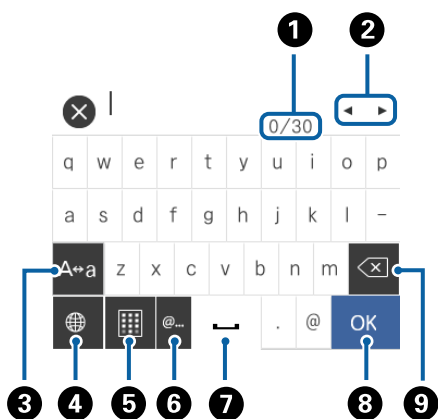 1 2
0/30
q w e r t y u i o p
a s d f g h j k l -
A↔a z x c v b n m
@... . @ OK
3 4 5 6 7 8 9